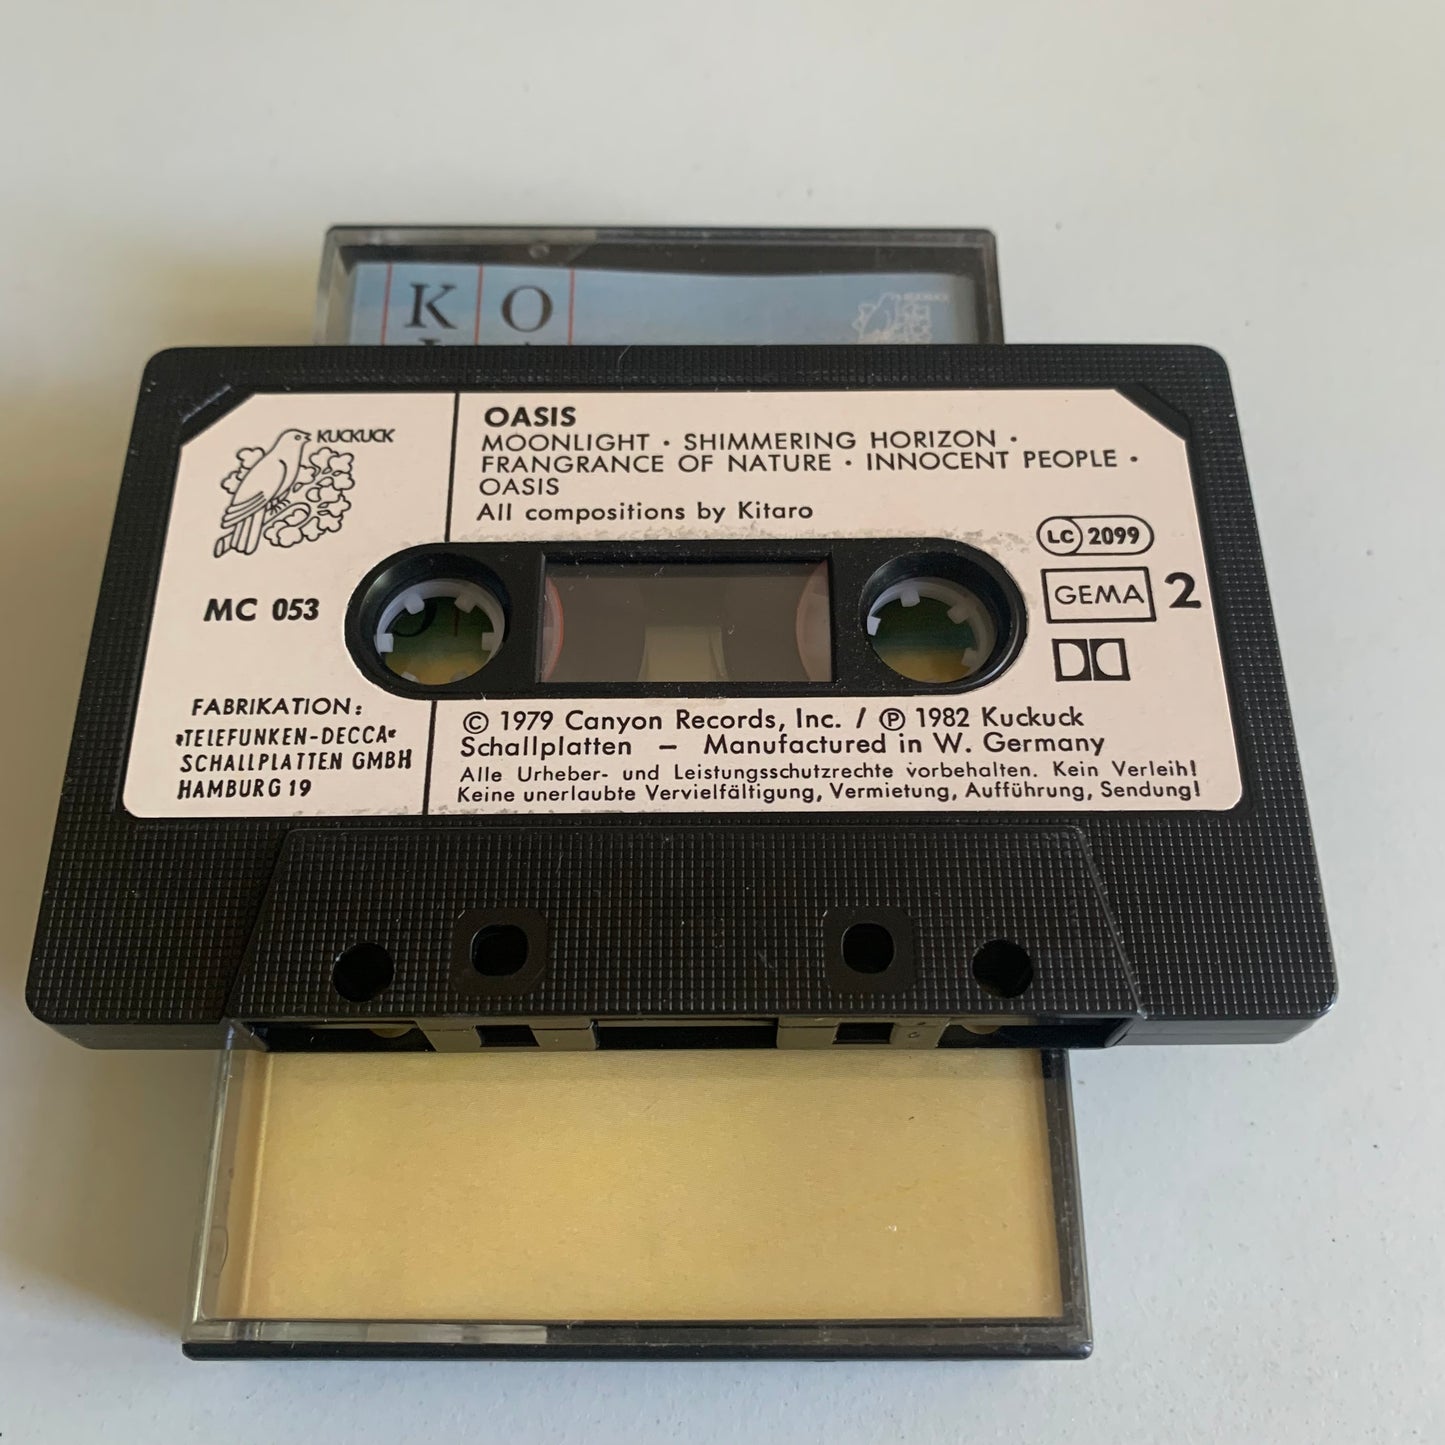 K O
KUCKUCK
KUCKUCK
OASIS
MOONLIGHT · SHIMMERING HORIZON ·
FRANGRANCE OF NATURE · INNOCENT PEOPLE ·
OASIS
All compositions by Kitaro
LC 2099
GEMA 2
MC 053
FABRIKATION:
»TELEFUNKEN-DECCA«
SCHALLPLATTEN GMBH
HAMBURG 19
© 1979 Canyon Records, Inc. / ℗ 1982 Kuckuck
Schallplatten — Manufactured in W. Germany
Alle Urheber- und Leistungsschutzrechte vorbehalten. Kein Verleih!
Keine unerlaubte Vervielfältigung, Vermietung, Aufführung, Sendung!